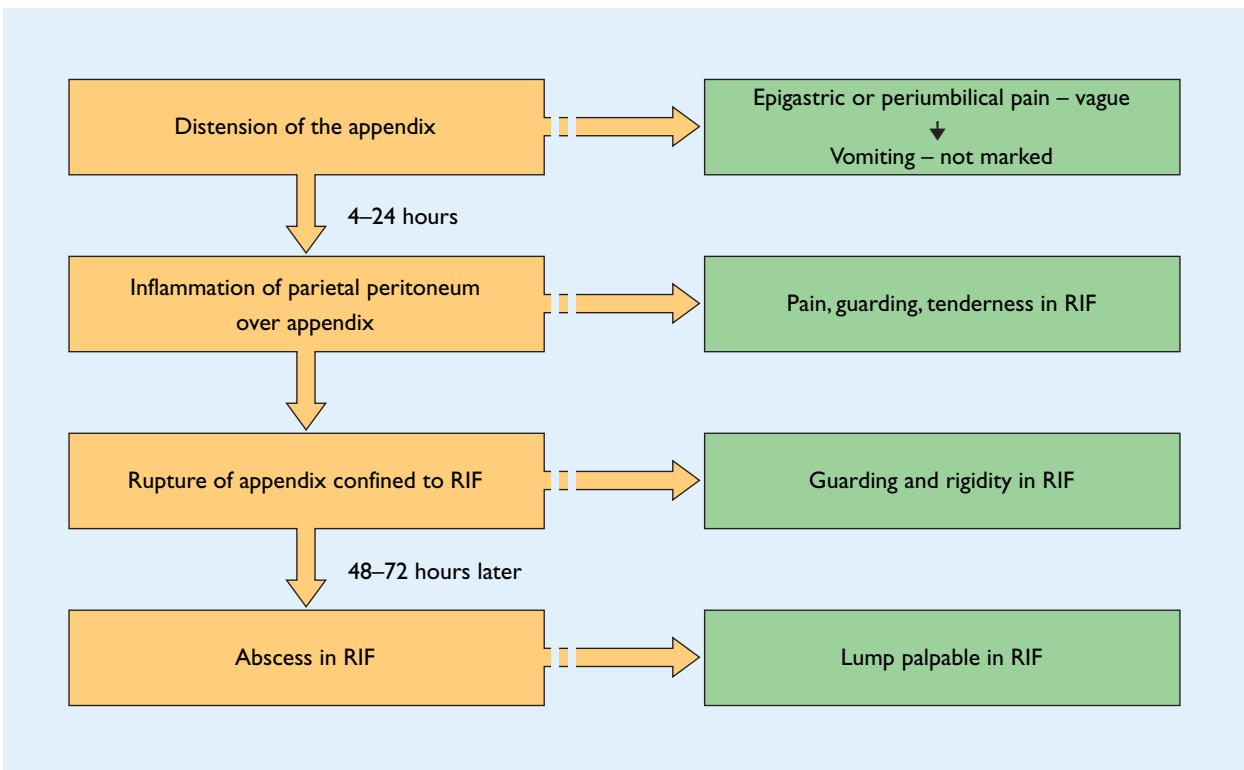 Distension of the appendix
Epigastric or periumbilical pain – vague
Vomiting – not marked
4–24 hours
Inflammation of parietal peritoneum
over appendix
Pain, guarding, tenderness in RIF
Rupture of appendix confined to RIF
Guarding and rigidity in RIF
48–72 hours later
Abscess in RIF
Lump palpable in RIF